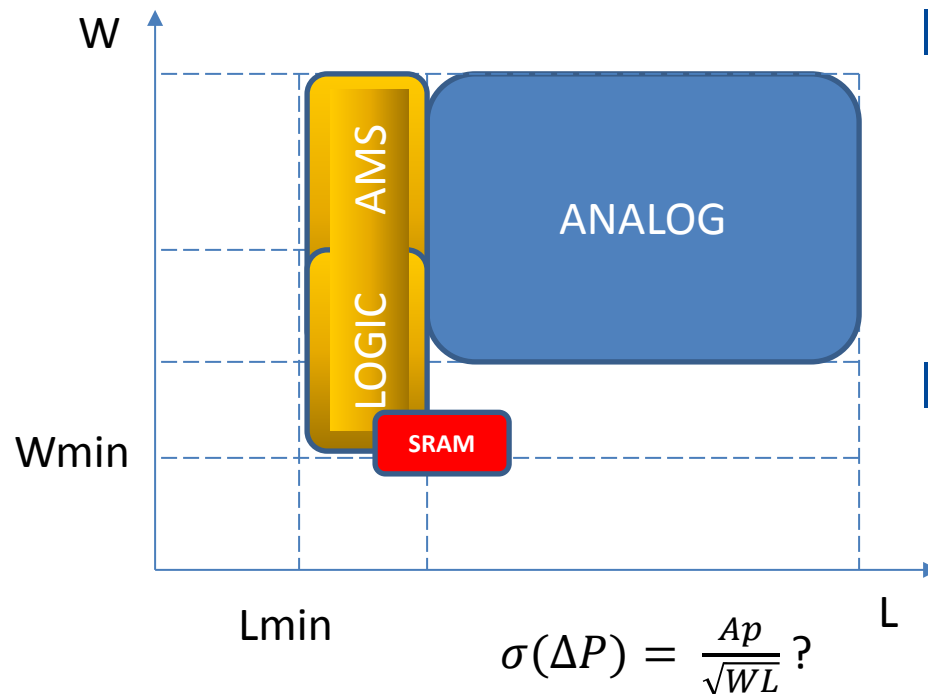 W
AMS
ANALOG
LOGIC
SRAM
Wmin
Lmin
L
σ(ΔP) = Ap/√WL ?